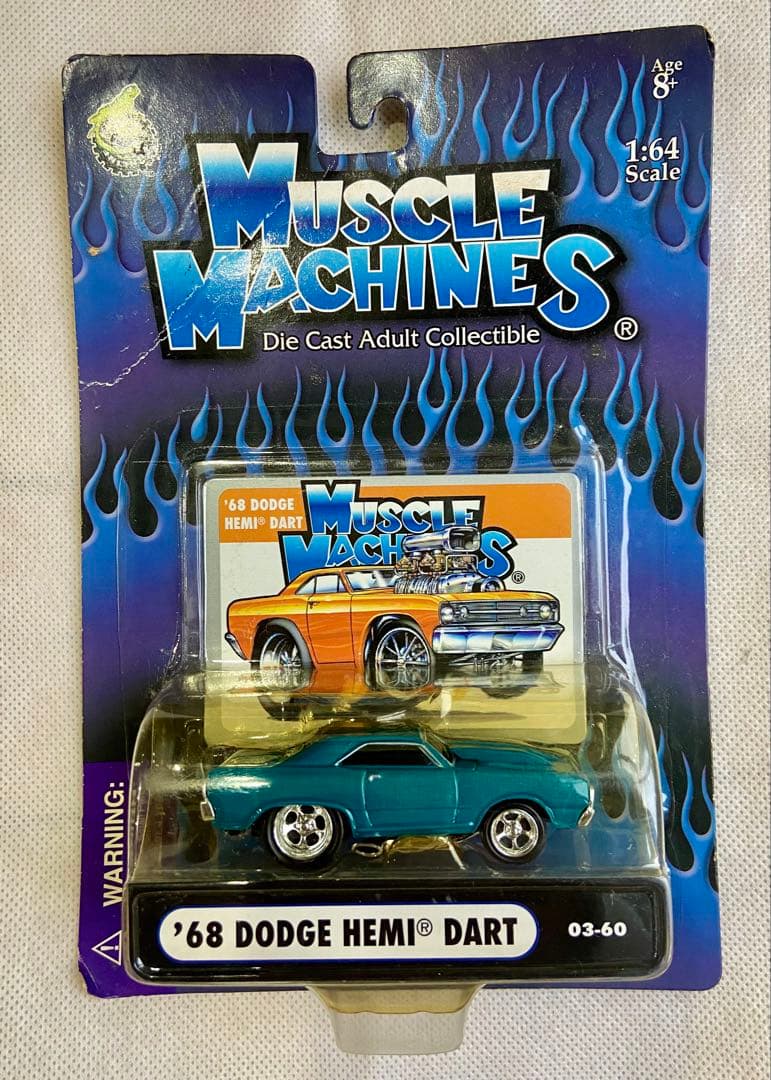 Age
8+
1:64
Scale
MUSCLE
MACHINES®
Die Cast Adult Collectible
'68 DODGE
HEMI® DART
MUSCLE
MACHINES®
WARNING:
'68 DODGE HEMI® DART
03-60